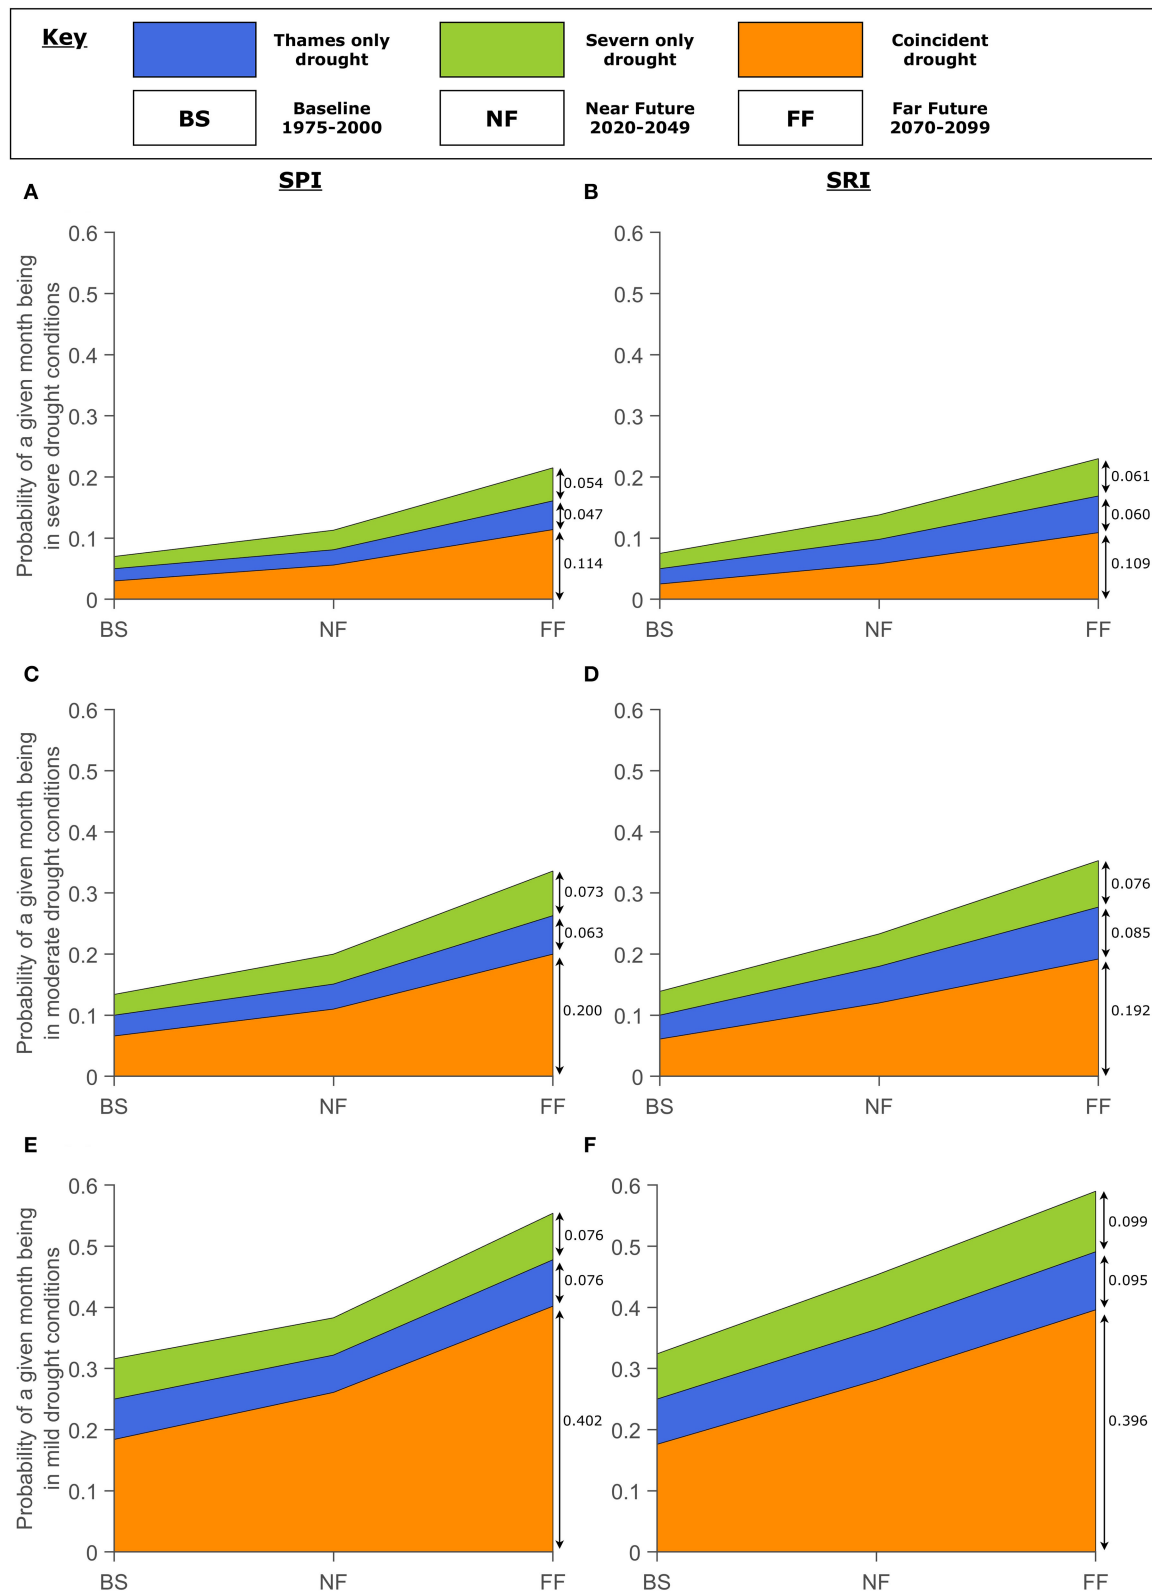 Key
Thames only
drought
Severn only
drought
Coincident
drought
BS
Baseline
1975-2000
NF
Near Future
2020-2049
FF
Far Future
2070-2099
A
SPI
B
SRI
Probability of a given month being
in severe drought conditions
0.6
0.5
0.4
0.3
0.2
0.1
0
BS
NF
FF
0.054
0.047
0.114
0.6
0.5
0.4
0.3
0.2
0.1
0
BS
NF
FF
0.061
0.060
0.109
C
D
Probability of a given month being
in moderate drought conditions
0.6
0.5
0.4
0.3
0.2
0.1
0
BS
NF
FF
0.073
0.063
0.200
0.6
0.5
0.4
0.3
0.2
0.1
0
BS
NF
FF
0.076
0.085
0.192
E
F
Probability of a given month being
in mild drought conditions
0.6
0.5
0.4
0.3
0.2
0.1
0
BS
NF
FF
0.076
0.076
0.402
0.6
0.5
0.4
0.3
0.2
0.1
0
BS
NF
FF
0.099
0.095
0.396